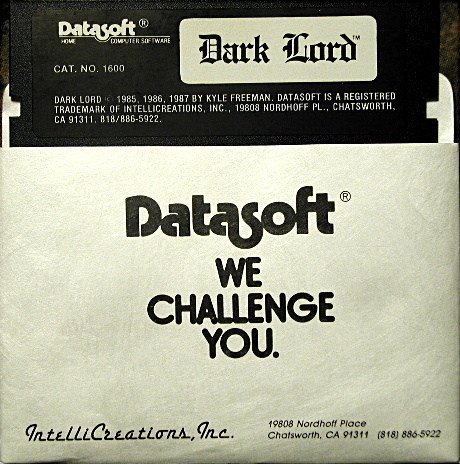 Datasoft®
HOME COMPUTER SOFTWARE
Dark Lord™
CAT. NO. 1600
DARK LORD™ 1985, 1986, 1987 BY KYLE FREEMAN. DATASOFT IS A REGISTERED
TRADEMARK OF INTELLICREATIONS, INC., 19808 NORDHOFF PL., CHATSWORTH,
CA 91311. 818/886-5922.
Datasoft®
WE
CHALLENGE
YOU.
IntelliCreations, Inc.
19808 Nordhoff Place
Chatsworth, CA 91311 (818) 886-5922